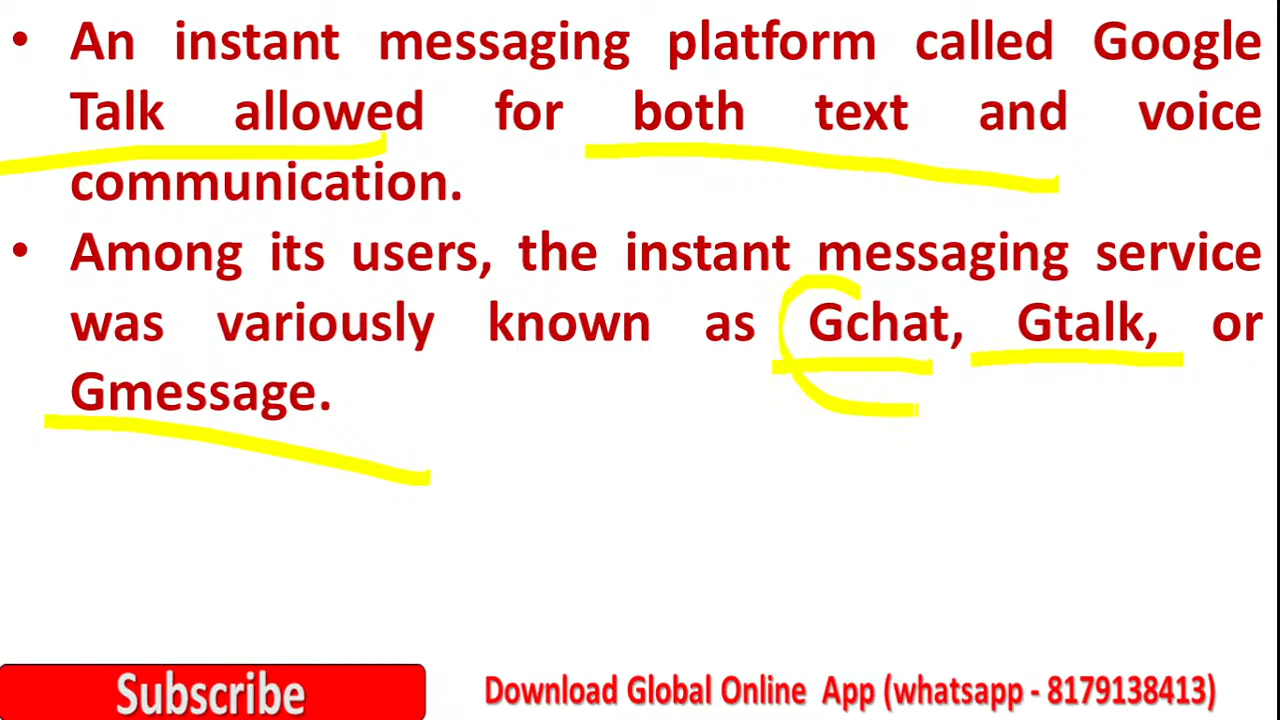 • An instant messaging platform called Google
Talk allowed for both text and voice
communication.
• Among its users, the instant messaging service
was variously known as Gchat, Gtalk, or
Gmessage.
Subscribe
Download Global Online App (whatsapp - 8179138413)